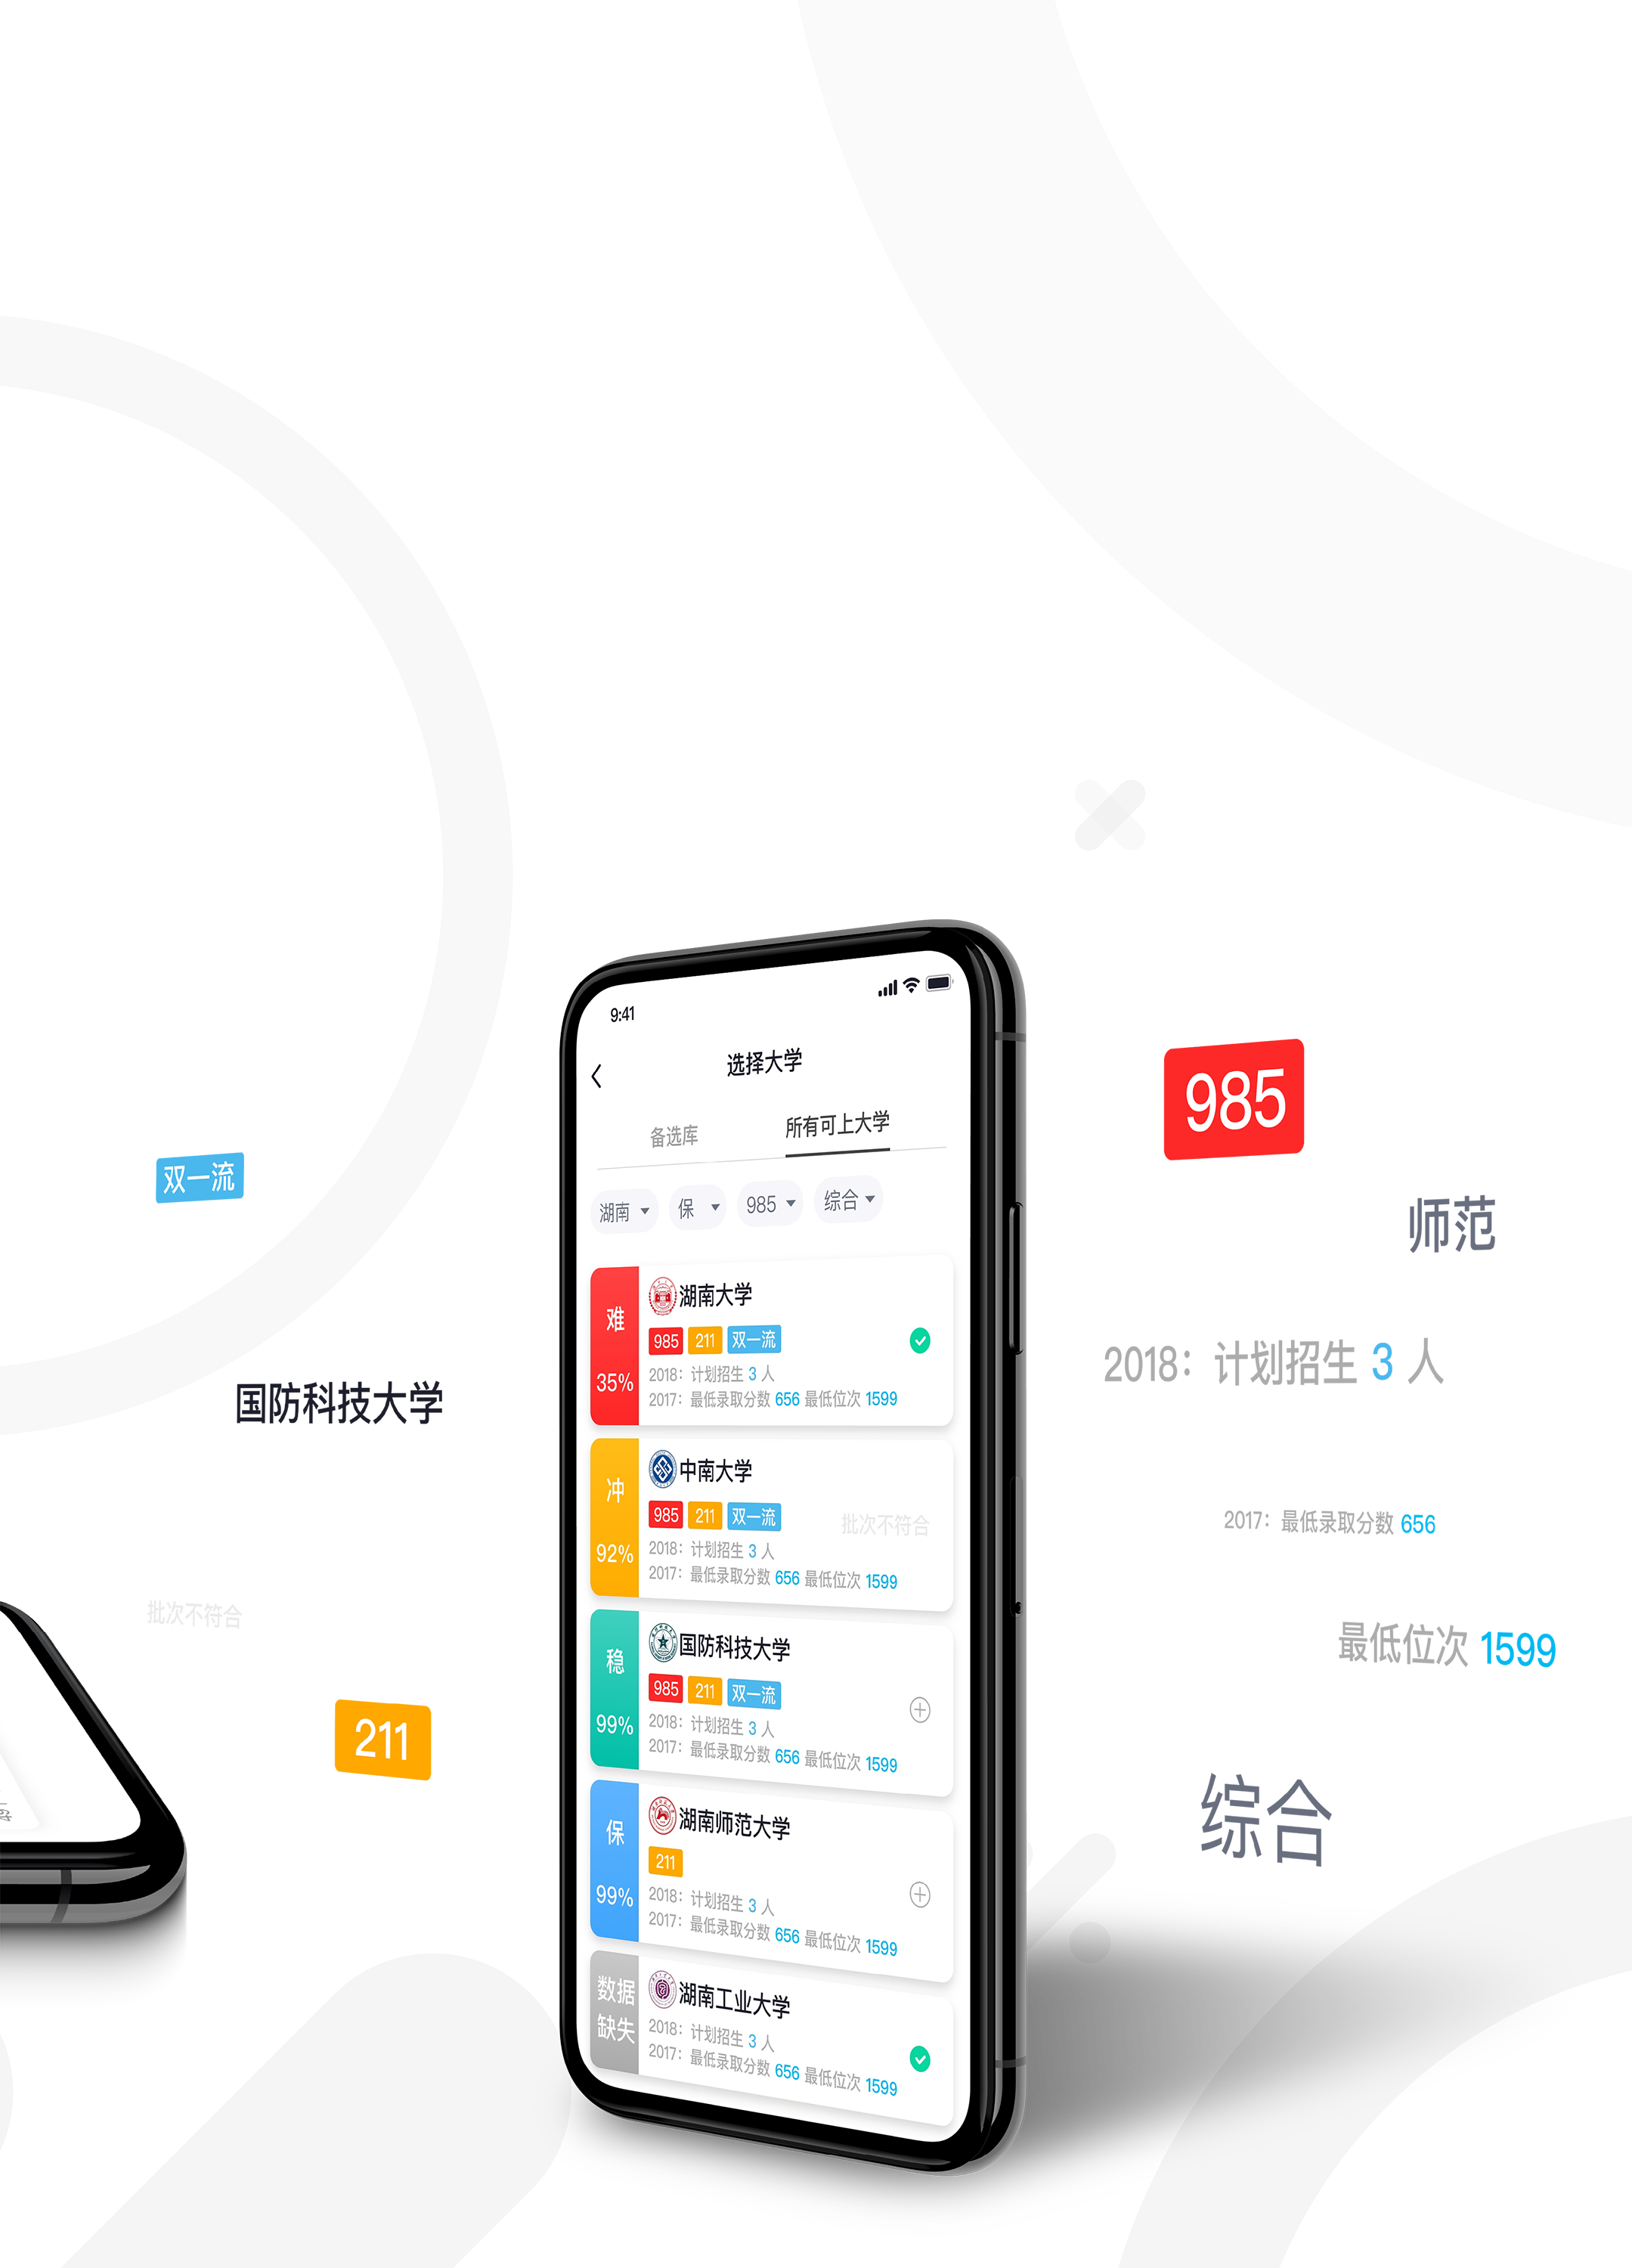 9:41
选择大学
备选库
所有可上大学
湖南
保
985
综合
难
35%
湖南大学
985 211 双一流
2018：计划招生 3 人
2017：最低录取分数 656 最低位次 1599
冲
92%
中南大学
985 211 双一流
批次不符合
2018：计划招生 3 人
2017：最低录取分数 656 最低位次 1599
稳
99%
国防科技大学
985 211 双一流
2018：计划招生 3 人
2017：最低录取分数 656 最低位次 1599
保
99%
湖南师范大学
211
2018：计划招生 3 人
2017：最低录取分数 656 最低位次 1599
数据
缺失
湖南工业大学
2018：计划招生 3 人
2017：最低录取分数 656 最低位次 1599
双一流
国防科技大学
批次不符合
211
985
师范
2018：计划招生 3 人
2017：最低录取分数 656
最低位次 1599
综合